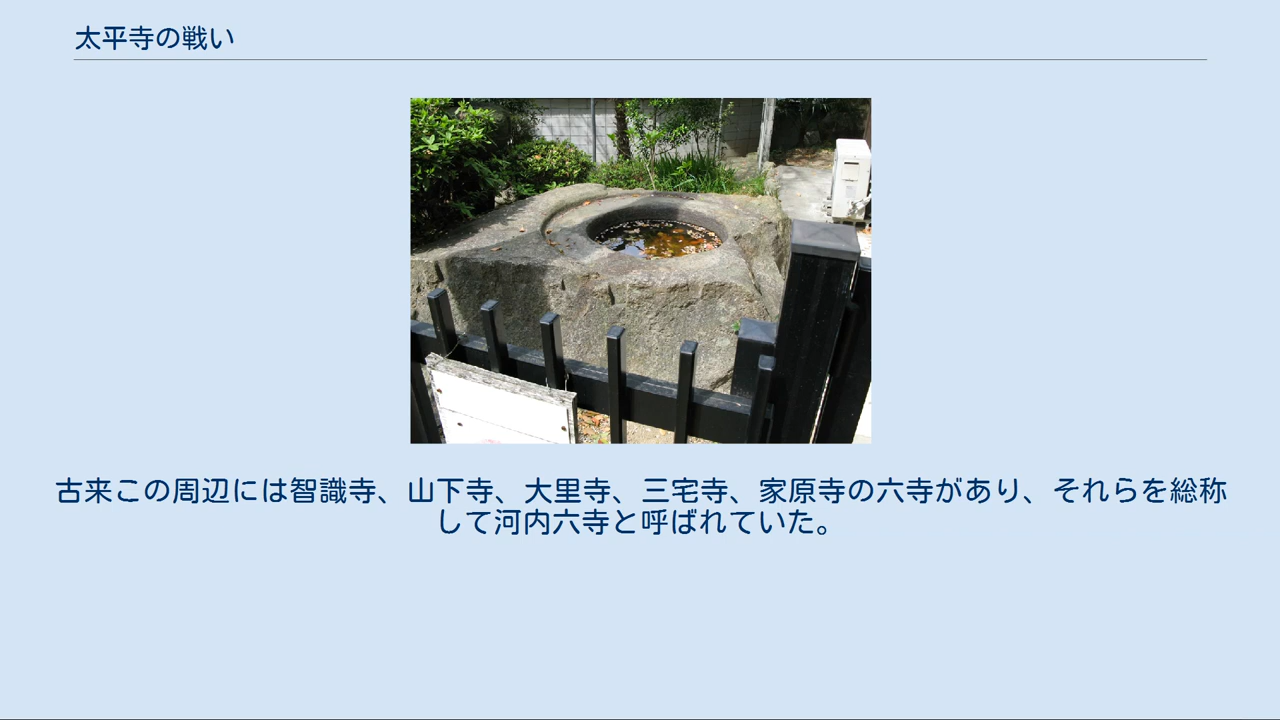 太平寺の戦い
古来この周辺には智識寺、山下寺、大里寺、三宅寺、家原寺の六寺があり、それらを総称
して河内六寺と呼ばれていた。